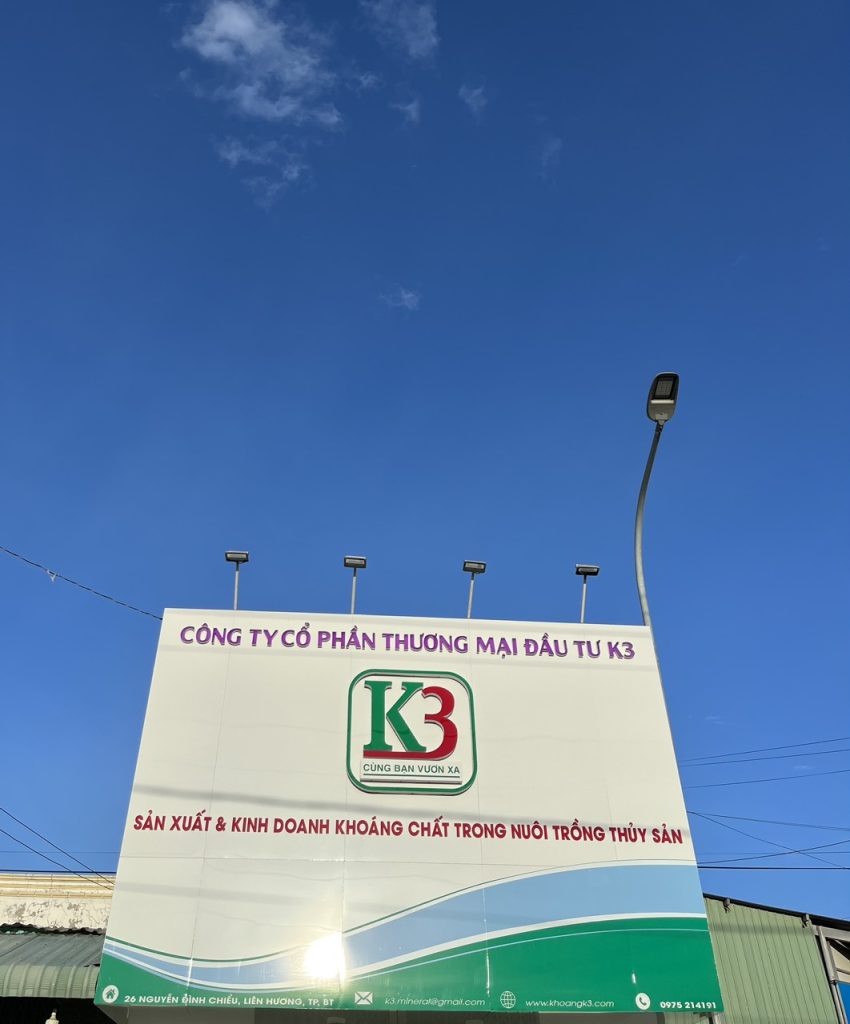 CÔNG TY CỔ PHẦN THƯƠNG MẠI ĐẦU TƯ K3
K3
CÙNG BẠN VƯƠN XA
SẢN XUẤT & KINH DOANH KHOÁNG CHẤT TRONG NUÔI TRỒNG THỦY SẢN
26 NGUYỄN ĐÌNH CHIỂU, LIÊN HƯƠNG, TP, BT k3.mineral@gmail.com www.khoangk3.com 0975 214191